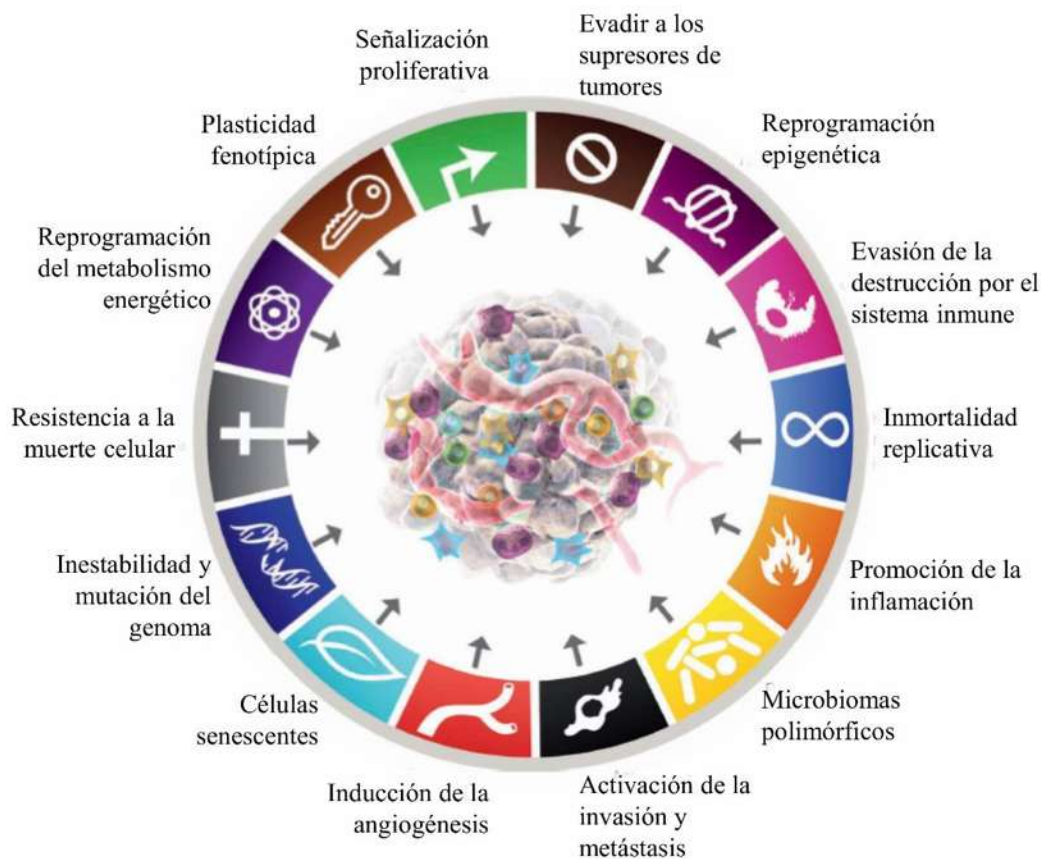 Señalización
proliferativa
Evadir a los
supresores de
tumores
Reprogramación
epigenética
Evasión de la
destrucción por el
sistema inmune
Inmortalidad
replicativa
Promoción de la
inflamación
Microbiomas
polimórficos
Activación de la
invasión y
metástasis
Inducción de la
angiogénesis
Células
senescentes
Inestabilidad y
mutación del
genoma
Resistencia a la
muerte celular
Reprogramación
del metabolismo
energético
Plasticidad
fenotípica